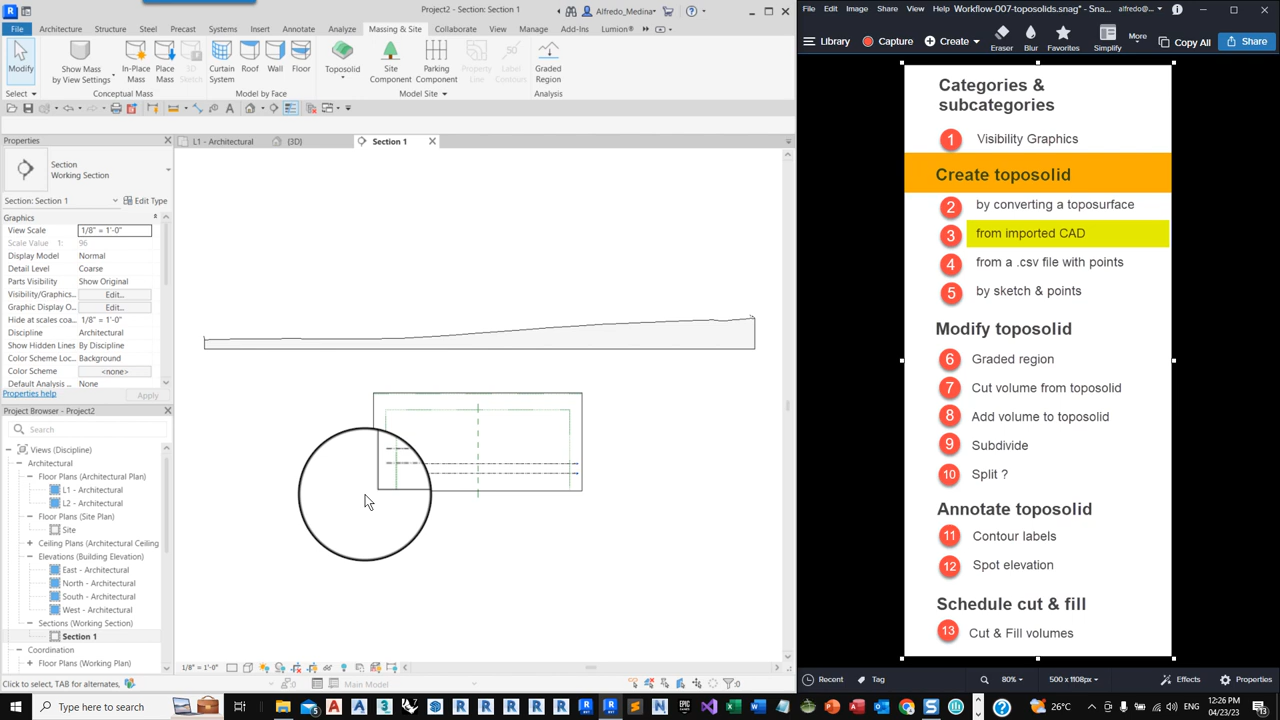 Project2 - Section: Section 1
Alfredo_Medina...
File Architecture Structure Steel Precast Systems Insert Annotate Analyze Massing & Site Collaborate View Manage Add-Ins Lumion®
Modify
Show Mass
by View Settings
In-Place
Mass
Place
Mass
3D
Sketch
Curtain
System
Roof
Wall
Floor
Toposolid
Site
Component
Parking
Component
Property
Line
Label
Contours
Graded
Region
Select
Conceptual Mass
Model by Face
Model Site
Analysis
Properties
L1 - Architectural
(3D)
Section 1
Section
Working Section
Section: Section 1
Edit Type
Graphics
View Scale 1/8" = 1'-0"
Scale Value 1: 96
Display Model Normal
Detail Level Coarse
Parts Visibility Show Original
Visibility/Graphics... Edit...
Graphic Display O... Edit...
Hide at scales coa... 1/8" = 1'-0"
Discipline Architectural
Show Hidden Lines By Discipline
Color Scheme Loc... Background
Color Scheme <none>
Default Analysis ... None
Properties help
Apply
Project Browser - Project2
Search
Views (Discipline)
Architectural
Floor Plans (Architectural Plan)
L1 - Architectural
L2 - Architectural
Floor Plans (Site Plan)
Site
Ceiling Plans (Architectural Ceiling
Elevations (Building Elevation)
East - Architectural
North - Architectural
South - Architectural
West - Architectural
Sections (Working Section)
Section 1
Coordination
Floor Plans (Working Plan)
1/8" = 1'-0"
Click to select, TAB for alternates,
:0
Main Model
:0
Type here to search
File Edit Image Window Help
Workflow-007-toposolids.snag* - Sna...
alfredo@...
Library
Capture
Create
Eraser
Blur
Favorites
Simplify
More
Copy All
Share
Categories &
subcategories
1 Visibility Graphics
Create toposolid
2 by converting a toposurface
3 from imported CAD
4 from a .csv file with points
5 by sketch & points
Modify toposolid
6 Graded region
7 Cut volume from toposolid
8 Add volume to toposolid
9 Subdivide
10 Split ?
Annotate toposolid
11 Contour labels
12 Spot elevation
Schedule cut & fill
13 Cut & Fill volumes
Recent
Tag
80%
500 x 1108px
Effects
Properties
12:26 PM
04/23/23